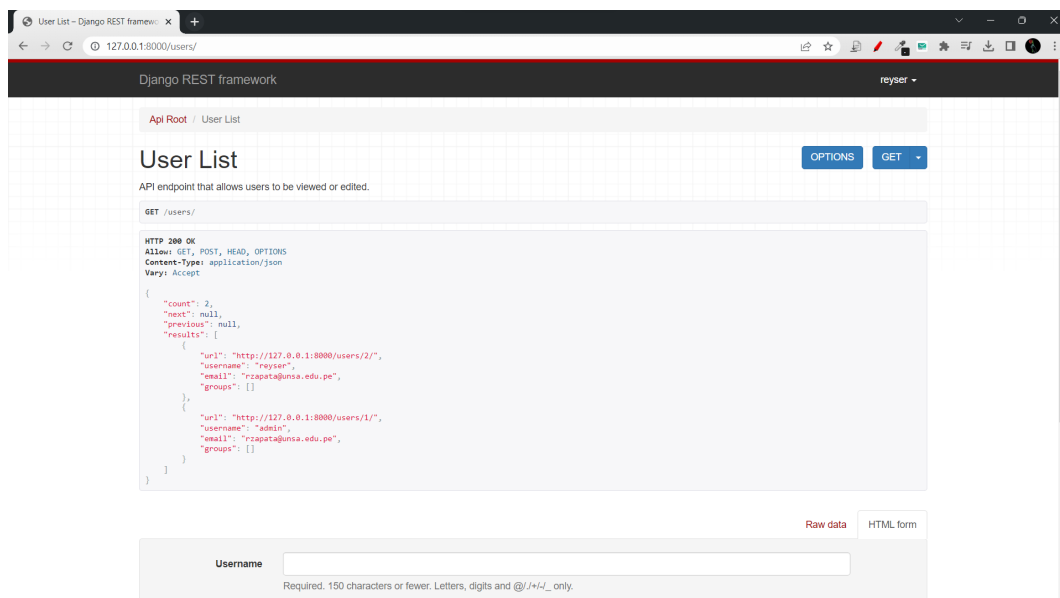 User List – Django REST framewo
127.0.0.1:8000/users/
Django REST framework
reyser
Api Root / User List
User List
OPTIONS
GET
API endpoint that allows users to be viewed or edited.
GET /users/
HTTP 200 OK
Allow: GET, POST, HEAD, OPTIONS
Content-Type: application/json
Vary: Accept
{
    "count": 2,
    "next": null,
    "previous": null,
    "results": [
        {
            "url": "http://127.0.0.1:8000/users/2/",
            "username": "reyser",
            "email": "rzapata@unsa.edu.pe",
            "groups": []
        },
        {
            "url": "http://127.0.0.1:8000/users/1/",
            "username": "admin",
            "email": "rzapata@unsa.edu.pe",
            "groups": []
        }
    ]
}
Raw data
HTML form
Username
Required. 150 characters or fewer. Letters, digits and @/./+/-/_ only.